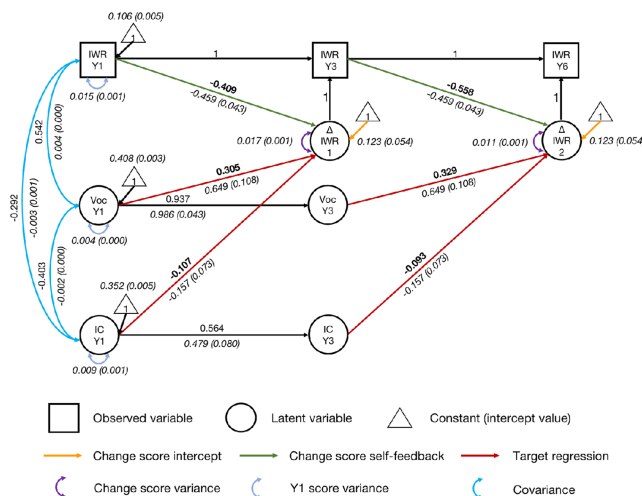 0.106 (0.005)
1
IWR
Y1
1
IWR
Y3
1
IWR
Y6
0.015 (0.001)
-0.409
-0.459 (0.043)
1
-0.558
-0.459 (0.043)
1
0.542
0.004 (0.000)
0.017 (0.001)
Δ
IWR
1
1
0.123 (0.054)
0.011 (0.001)
Δ
IWR
2
1
0.123 (0.054)
0.408 (0.003)
1
0.305
0.649 (0.108)
0.329
0.649 (0.108)
Voc
Y1
0.937
0.986 (0.043)
Voc
Y3
-0.292
-0.003 (0.001)
0.004 (0.000)
-0.403
-0.002 (0.000)
-0.107
-0.157 (0.073)
-0.093
-0.157 (0.073)
0.352 (0.005)
1
IC
Y1
0.564
0.479 (0.080)
IC
Y3
0.009 (0.001)
Observed variable
Latent variable
Constant (intercept value)
Change score intercept
Change score self-feedback
Target regression
Change score variance
Y1 score variance
Covariance